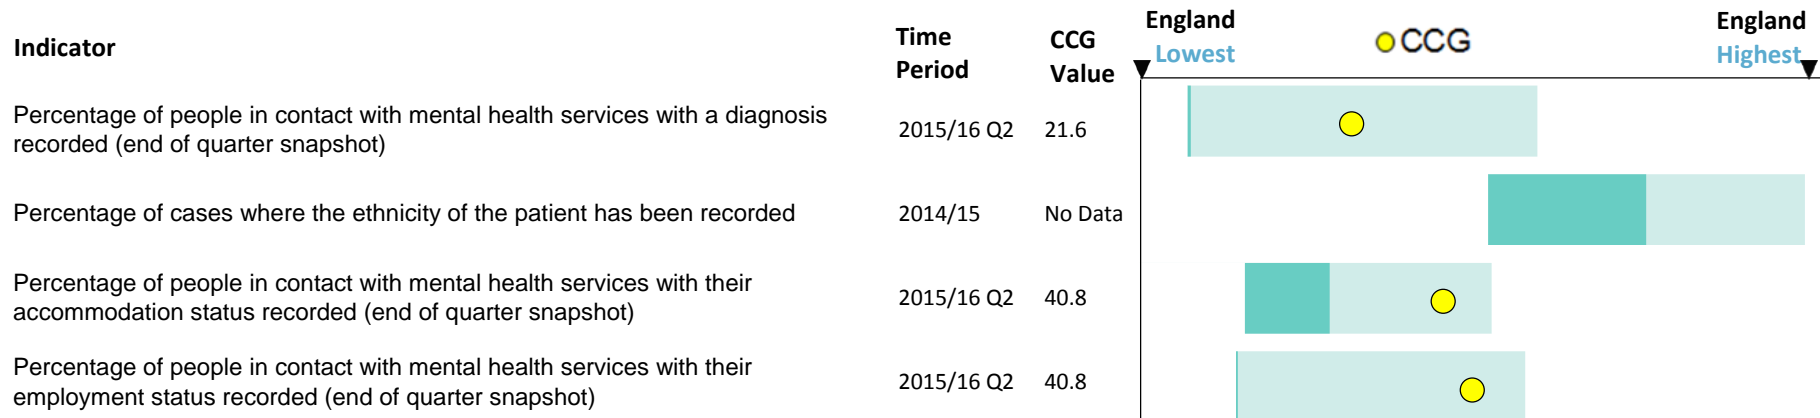 Indicator
Time Period
CCG Value
England Lowest
CCG
England Highest
Percentage of people in contact with mental health services with a diagnosis
recorded (end of quarter snapshot)
2015/16 Q2
21.6
Percentage of cases where the ethnicity of the patient has been recorded
2014/15
No Data
Percentage of people in contact with mental health services with their
accommodation status recorded (end of quarter snapshot)
2015/16 Q2
40.8
Percentage of people in contact with mental health services with their
employment status recorded (end of quarter snapshot)
2015/16 Q2
40.8